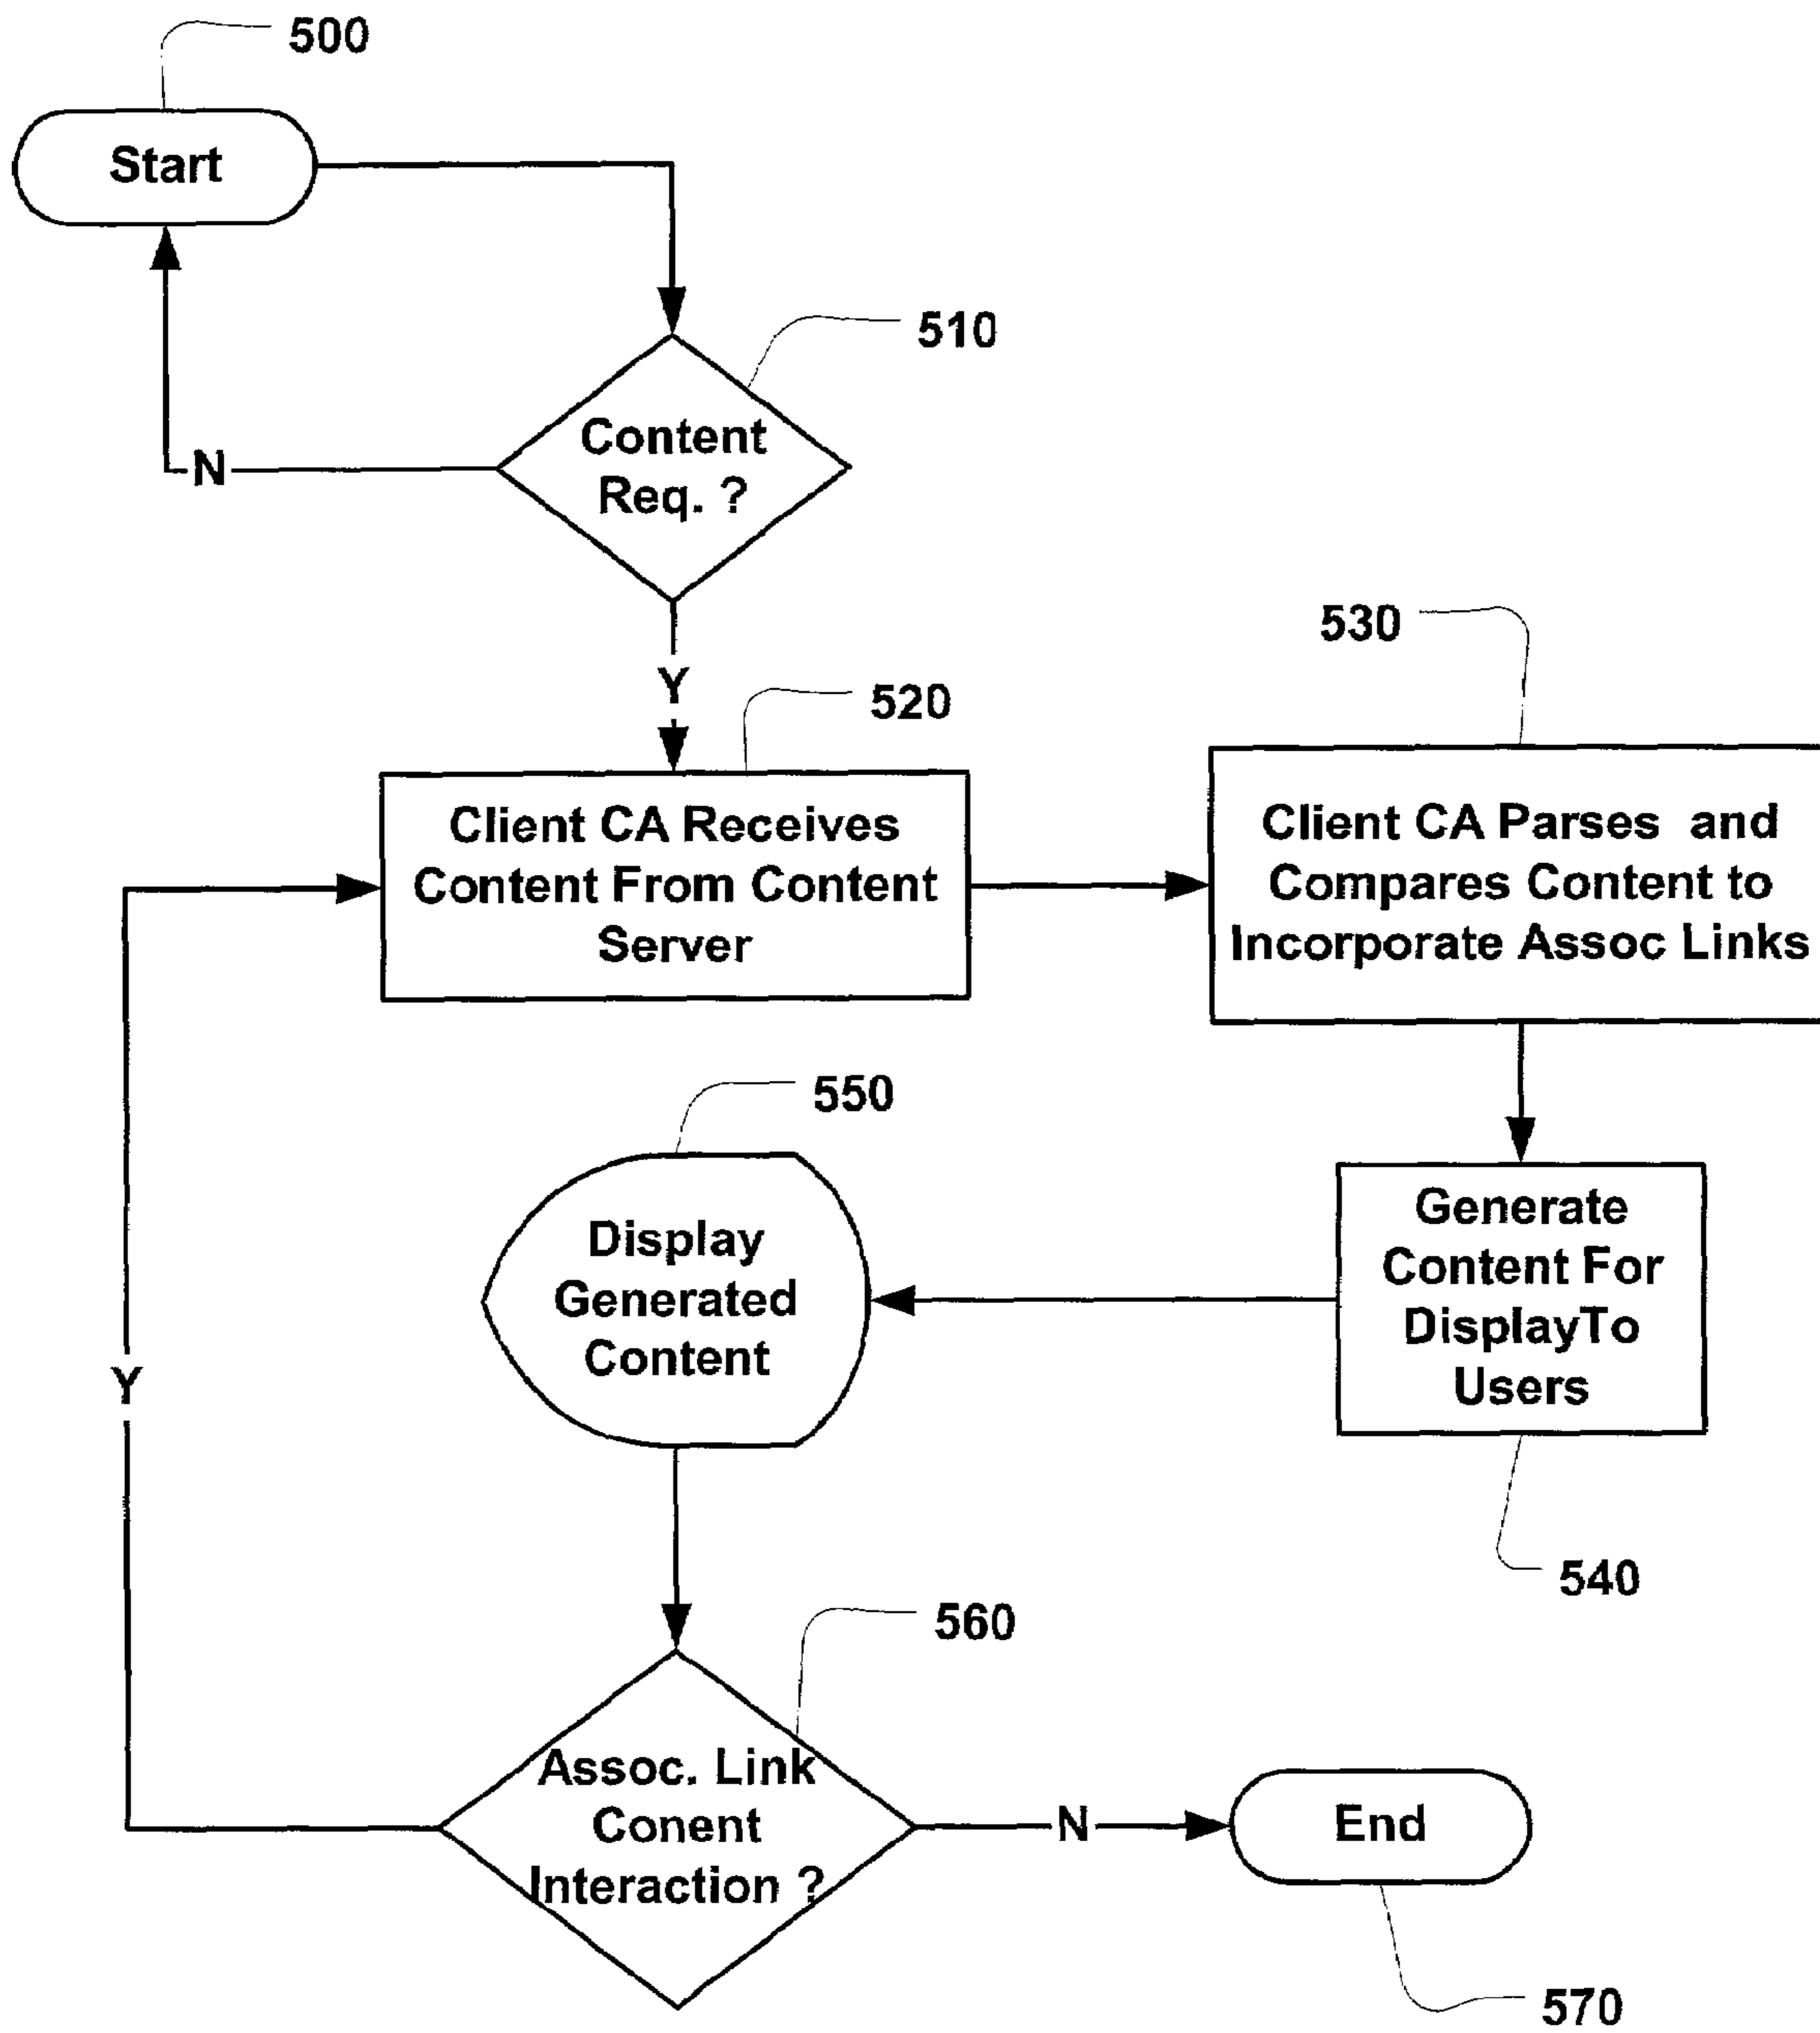 500
Start
510
Content
Req. ?
N
Y
520
530
Client CA Receives
Content From Content
Server
Client CA Parses and
Compares Content to
Incorporate Assoc Links
550
Display
Generated
Content
Generate
Content For
DisplayTo
Users
540
Y
560
Assoc. Link
Conent
Interaction ?
N
End
570